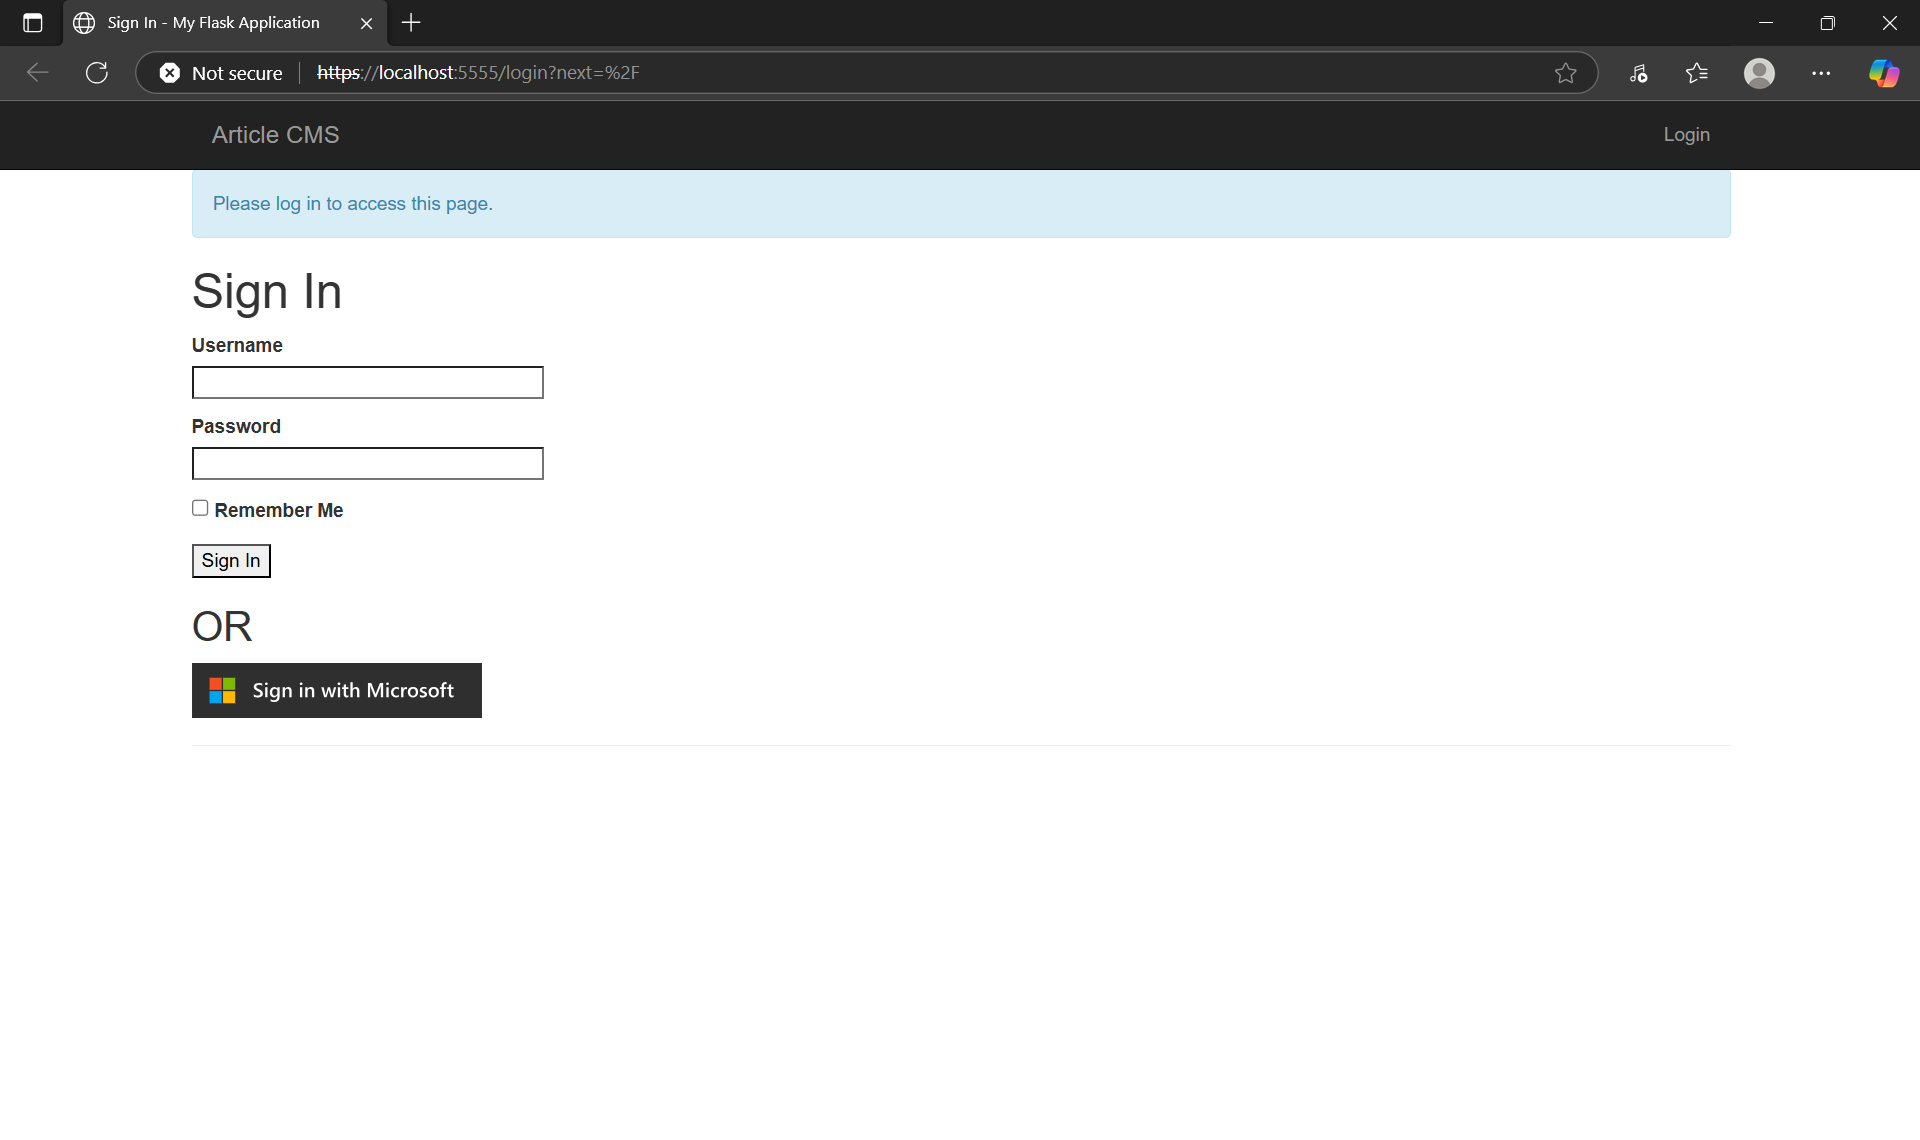 Sign In - My Flask Application
Not secure
https://localhost:5555/login?next=%2F
Article CMS
Login
Please log in to access this page.
Sign In
Username
Password
Remember Me
Sign In
OR
Sign in with Microsoft